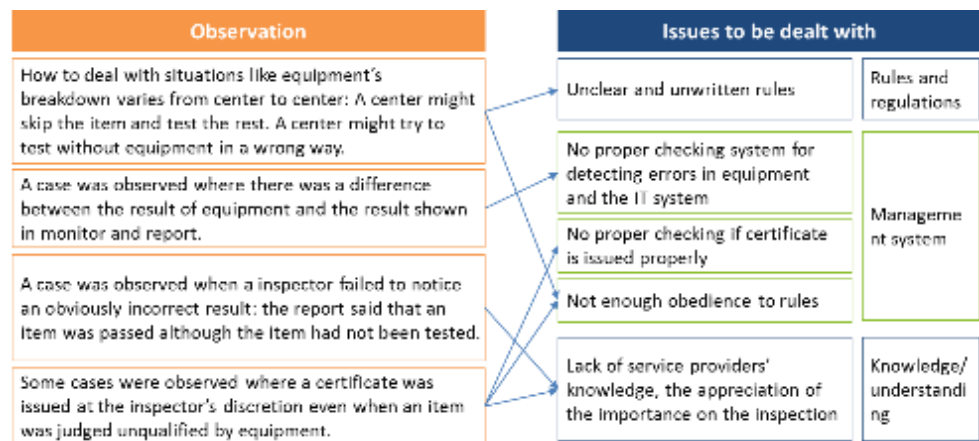 Observation
How to deal with situations like equipment's
breakdown varies from center to center: A center might
skip the item and test the rest. A center might try to
test without equipment in a wrong way.
A case was observed where there was a difference
between the result of equipment and the result shown
in monitor and report.
A case was observed when a inspector failed to notice
an obviously incorrect result: the report said that an
item was passed although the item had not been tested.
Some cases were observed where a certificate was
issued at the inspector's discretion even when an item
was judged unqualified by equipment.
Issues to be dealt with
Unclear and unwritten rules
Rules and
regulations
No proper checking system for
detecting errors in equipment
and the IT system
No proper checking if certificate
is issued properly
Not enough obedience to rules
Manageme
nt system
Lack of service providers'
knowledge, the appreciation of
the importance on the inspection
Knowledge/
understandi
ng